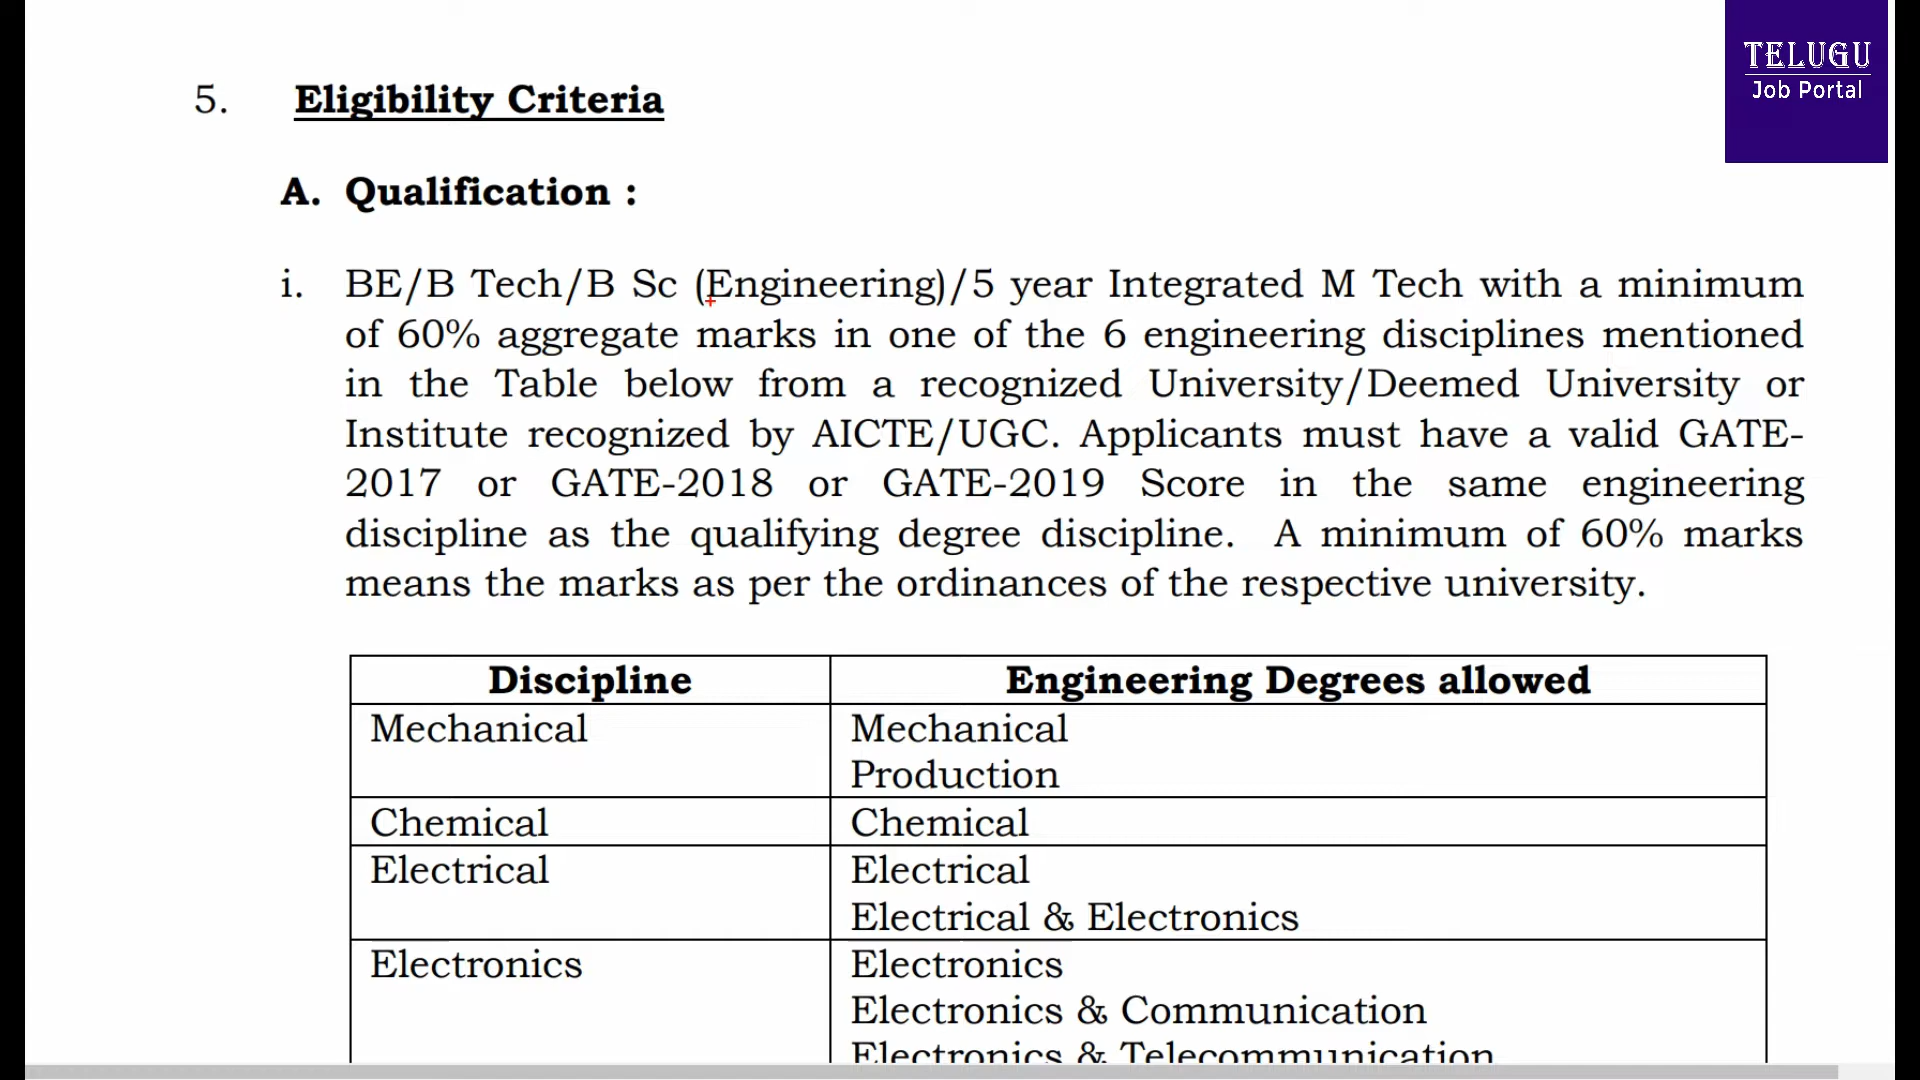 TELUGU
Job Portal
5. Eligibility Criteria
A. Qualification :
i. BE/B Tech/B Sc (Engineering)/5 year Integrated M Tech with a minimum
of 60% aggregate marks in one of the 6 engineering disciplines mentioned
in the Table below from a recognized University/Deemed University or
Institute recognized by AICTE/UGC. Applicants must have a valid GATE-
2017 or GATE-2018 or GATE-2019 Score in the same engineering
discipline as the qualifying degree discipline. A minimum of 60% marks
means the marks as per the ordinances of the respective university.
Discipline Engineering Degrees allowed
Mechanical Mechanical
Production
Chemical Chemical
Electrical Electrical
Electrical & Electronics
Electronics Electronics
Electronics & Communication
Electronics & Telecommunication